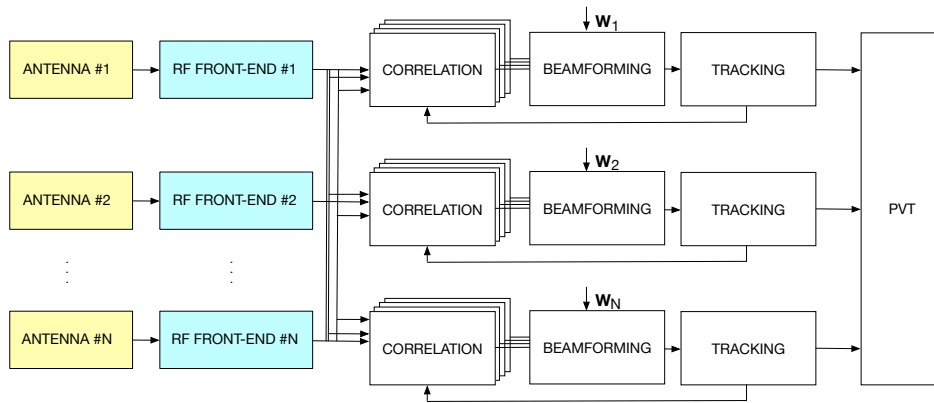 W1
ANTENNA #1
RF FRONT-END #1
CORRELATION
BEAMFORMING
TRACKING
W2
ANTENNA #2
RF FRONT-END #2
CORRELATION
BEAMFORMING
TRACKING
PVT
WN
ANTENNA #N
RF FRONT-END #N
CORRELATION
BEAMFORMING
TRACKING